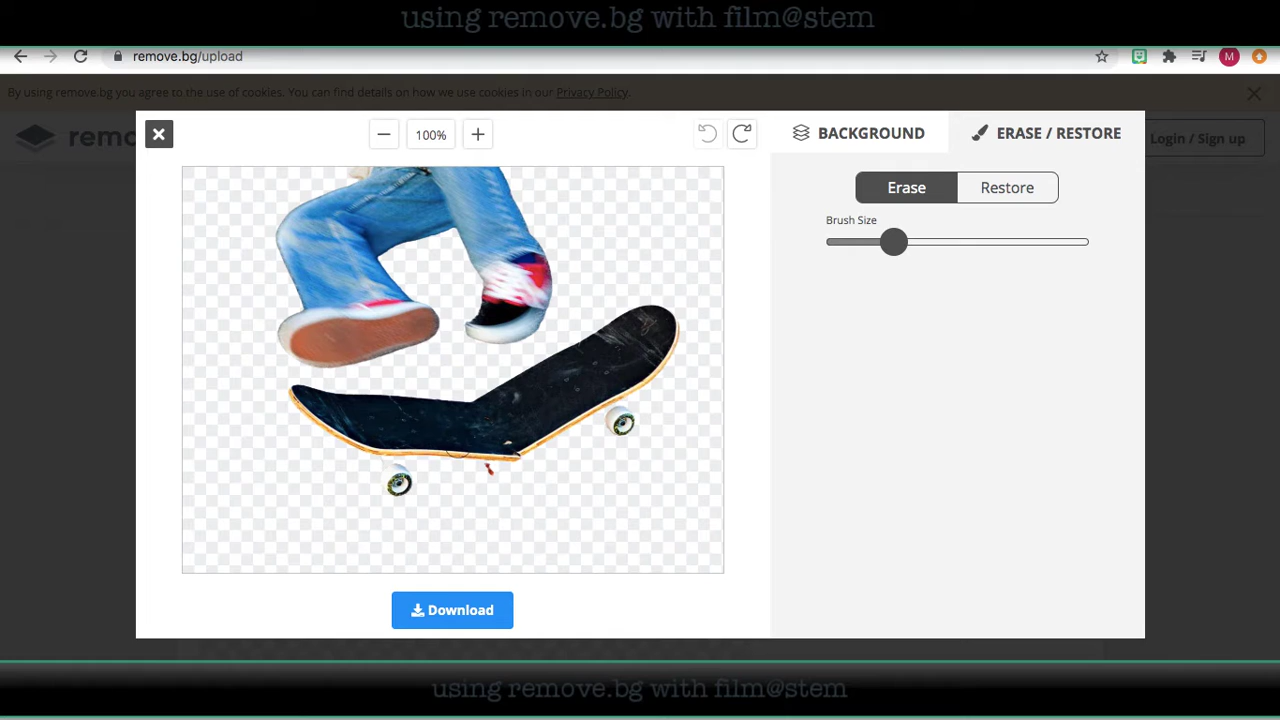 using remove.bg with film@stem
remove.bg/upload
M
By using remove.bg you agree to the use of cookies. You can find details on how we use cookies in our Privacy Policy.
remo
Login / Sign up
100%
BACKGROUND
ERASE / RESTORE
Erase
Restore
Brush Size
Download
using remove.bg with film@stem